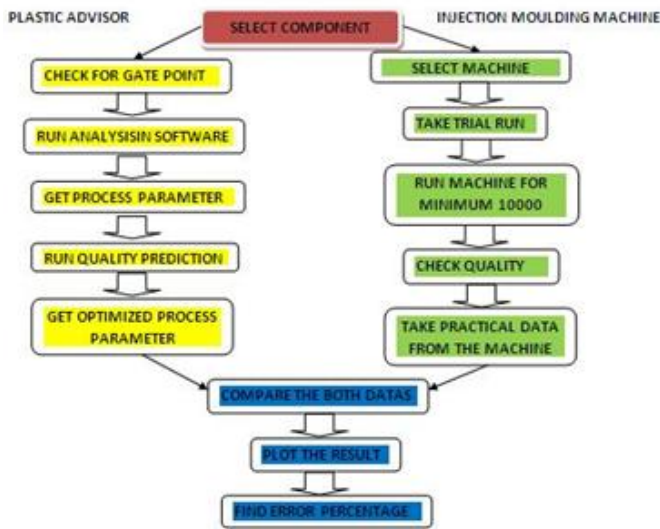 PLASTIC ADVISOR
INJECTION MOULDING MACHINE
SELECT COMPONENT
CHECK FOR GATE POINT
RUN ANALYSISIN SOFTWARE
GET PROCESS PARAMETER
RUN QUALITY PREDICTION
GET OPTIMIZED PROCESS
PARAMETER
SELECT MACHINE
TAKE TRIAL RUN
RUN MACHINE FOR
MINIMUM 10000
CHECK QUALITY
TAKE PRACTICAL DATA
FROM THE MACHINE
COMPARE THE BOTH DATAS
PLOT THE RESULT
FIND ERROR PERCENTAGE